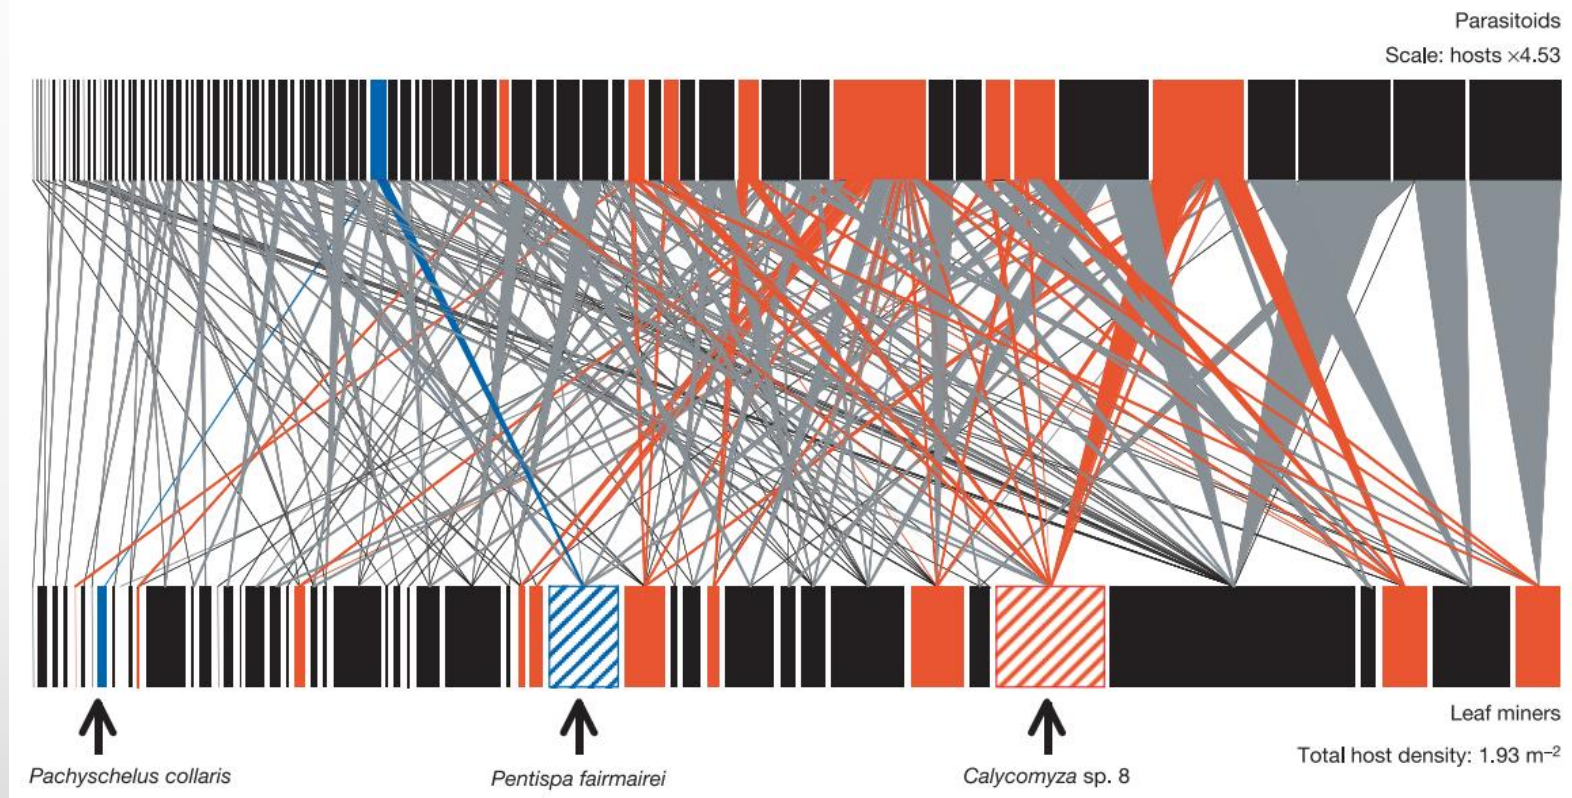 Parasitoids
Scale: hosts ×4.53
Leaf miners
Total host density: 1.93 m⁻²
Pachyschelus collaris
Pentispa fairmairei
Calycomyza sp. 8